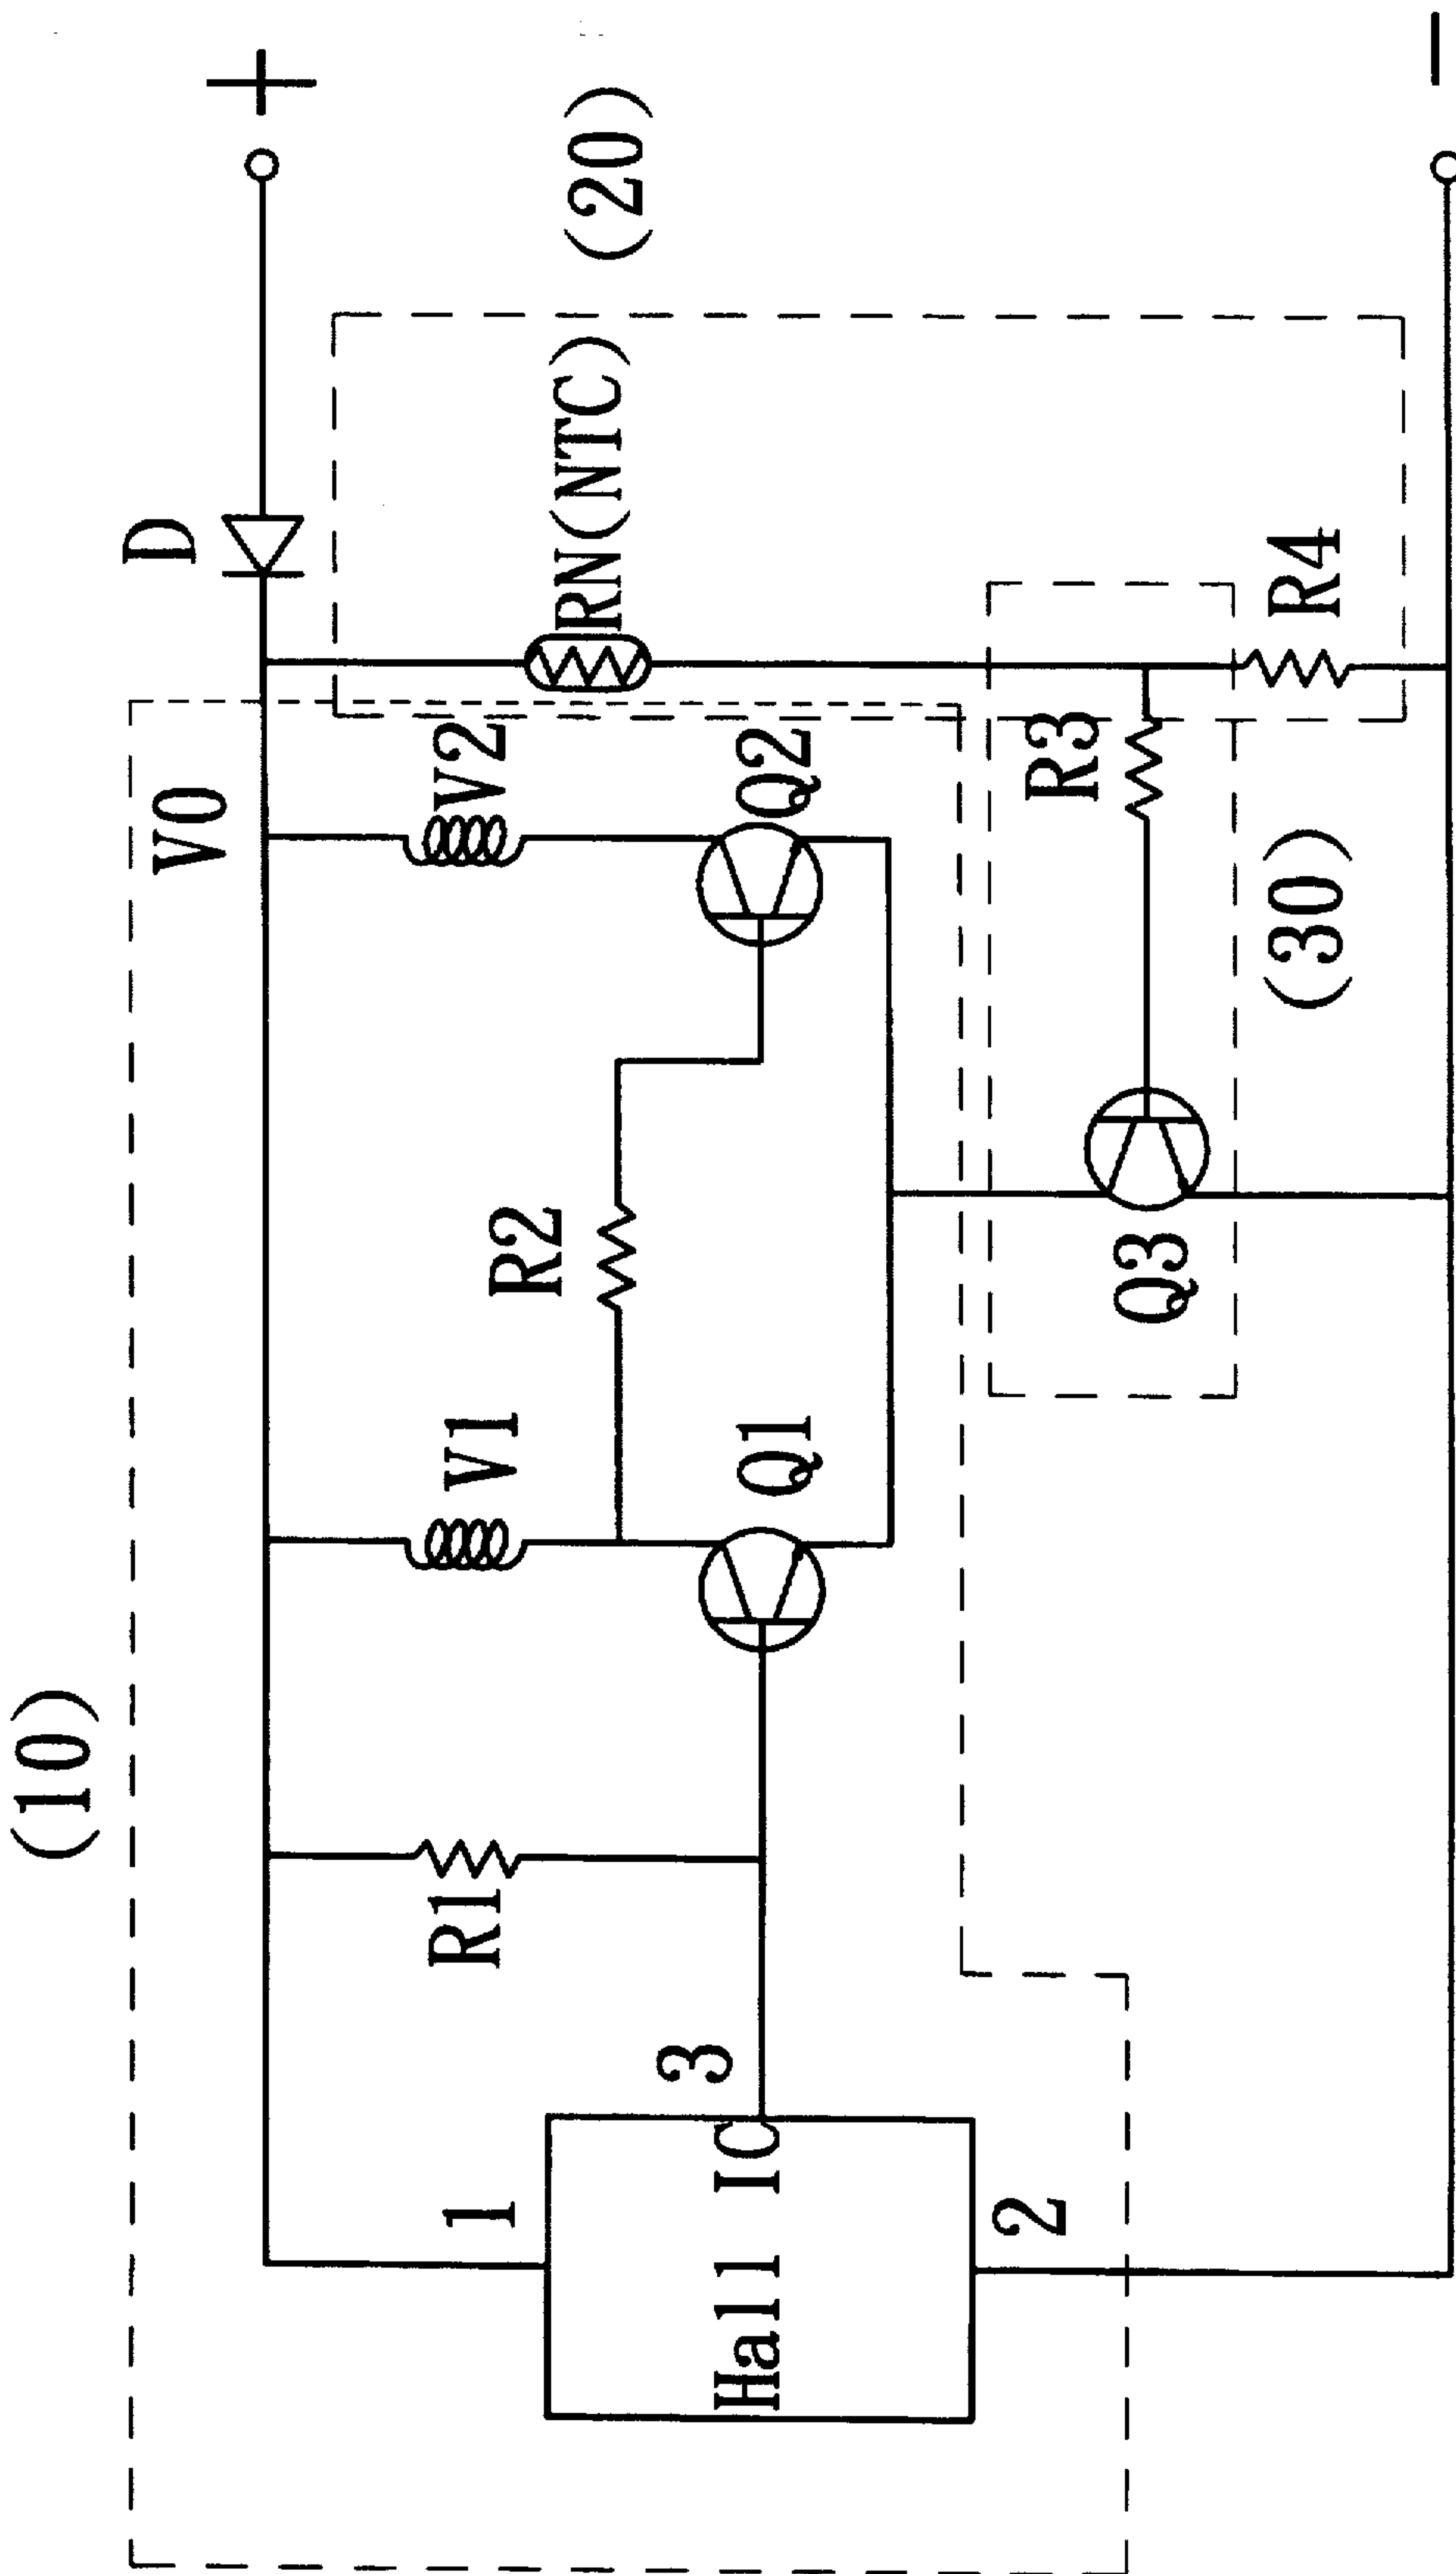 (10)
V0
D
+
R1
V1
V2
RN(NTC)
(20)
R2
1
3
Hall IC
2
Q1
Q2
R3
Q3
(30)
R4
−